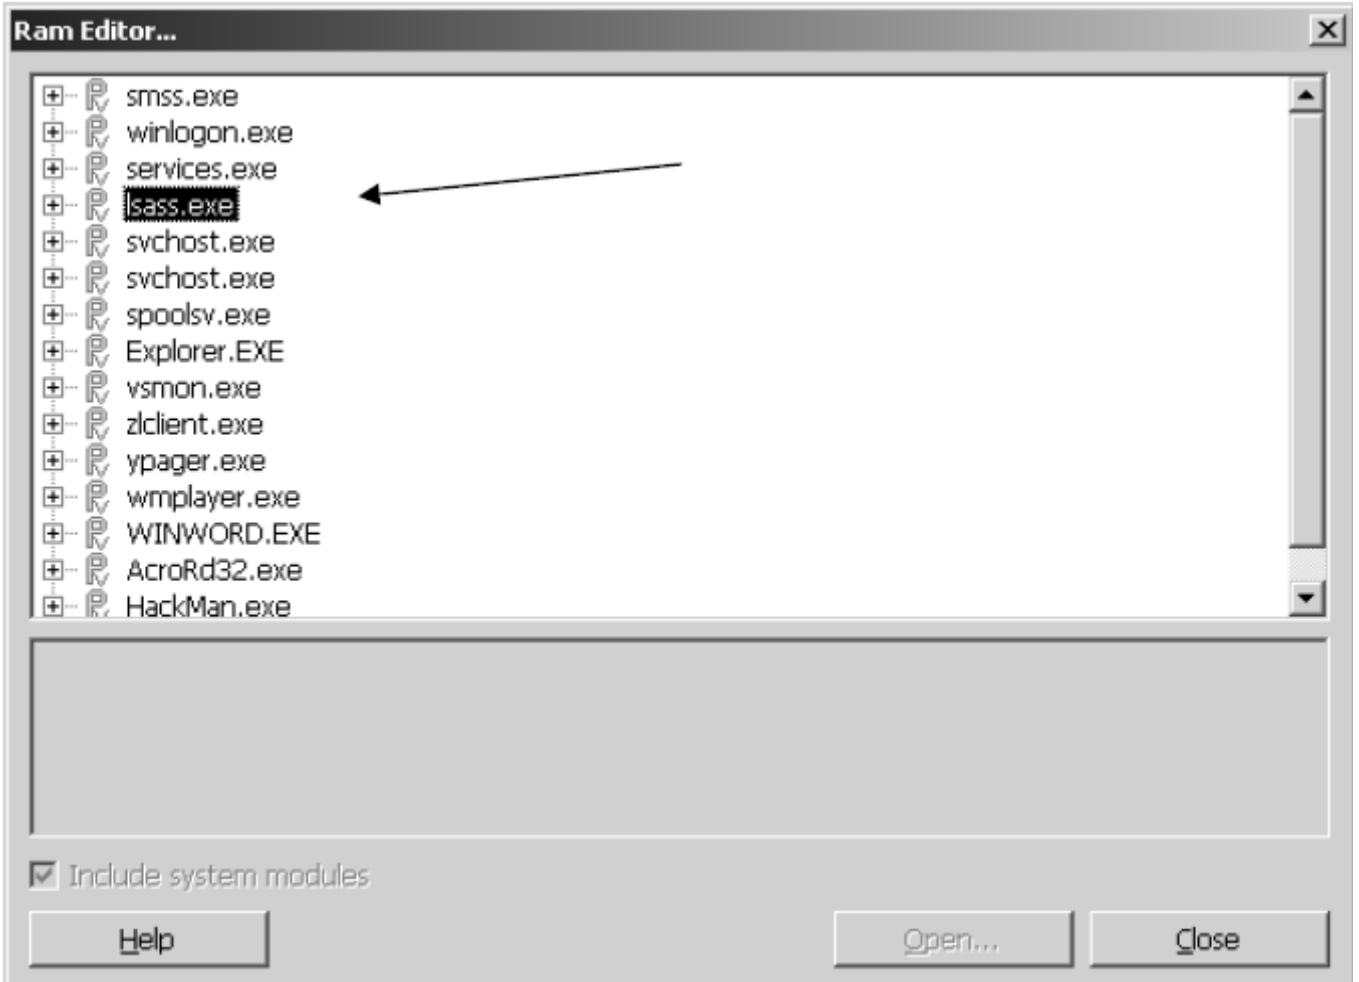 Ram Editor...
smss.exe
winlogon.exe
services.exe
lsass.exe
svchost.exe
svchost.exe
spoolsv.exe
Explorer.EXE
vsmon.exe
zlclient.exe
ypager.exe
wmplayer.exe
WINWORD.EXE
AcroRd32.exe
HackMan.exe
Include system modules
Help Open... Close